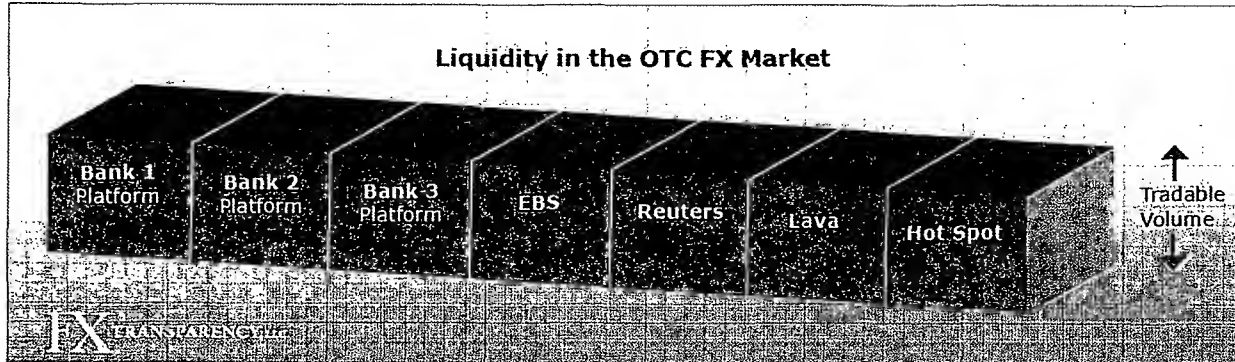 Liquidity in the OTC FX Market
Bank 1
Platform
Bank 2
Platform
Bank 3
Platform
EBS
Reuters
Lava
Hot Spot
Tradable
Volume
FX TRANSPARENCY, LLC